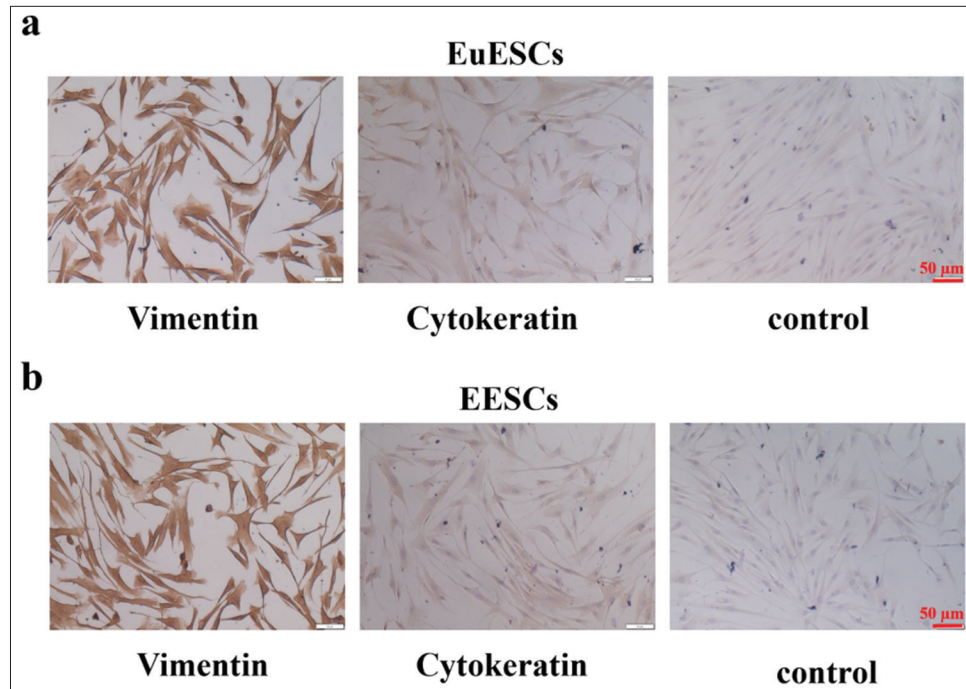 a
EuESCs
50 µm
Vimentin
Cytokeratin
control
b
EESCs
50 µm
Vimentin
Cytokeratin
control